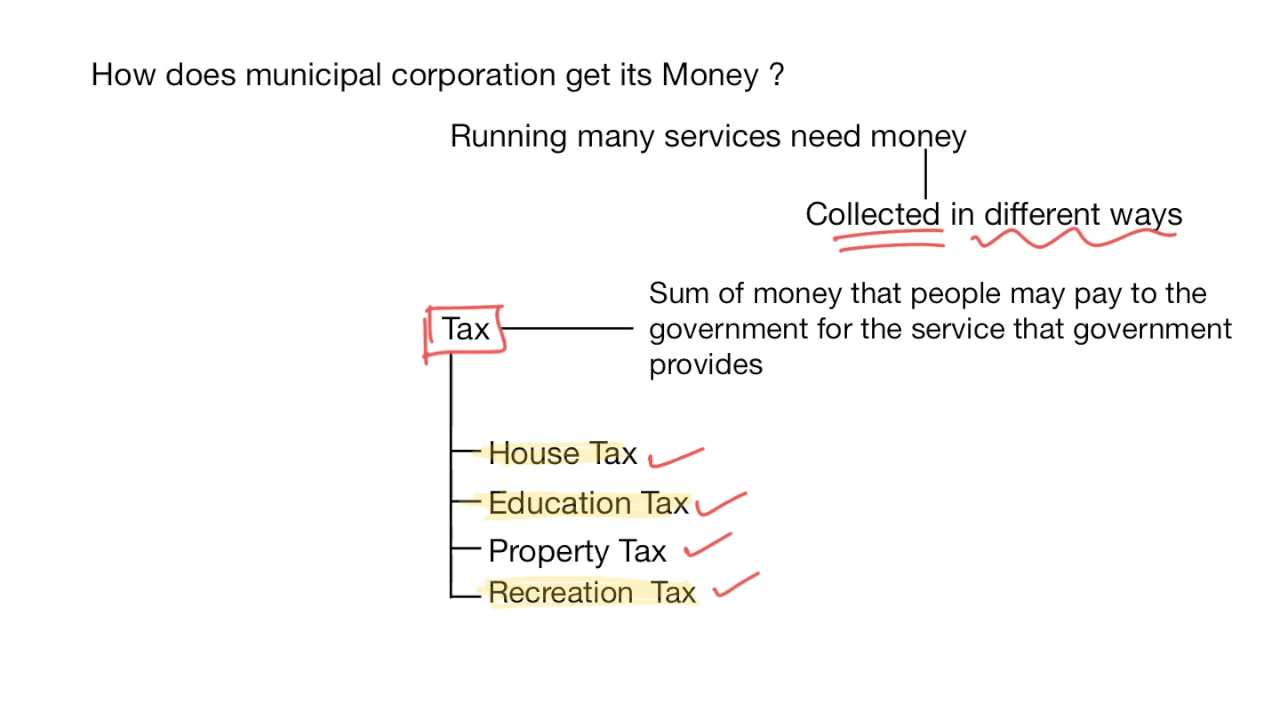 How does municipal corporation get its Money ?
Running many services need money
Collected in different ways
Sum of money that people may pay to the
government for the service that government
provides
Tax
House Tax
Education Tax
Property Tax
Recreation Tax